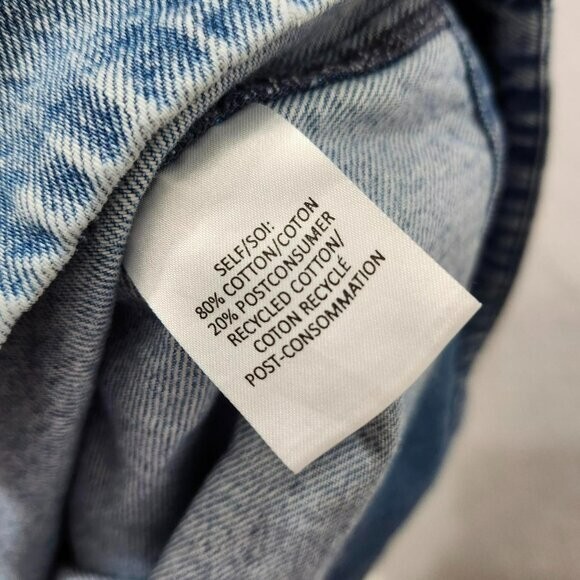 SELF/SOI:
80% COTTON/COTON
20% POSTCONSUMER
RECYCLED COTTON/
COTON RECYCLÉ
POST-CONSOMMATION